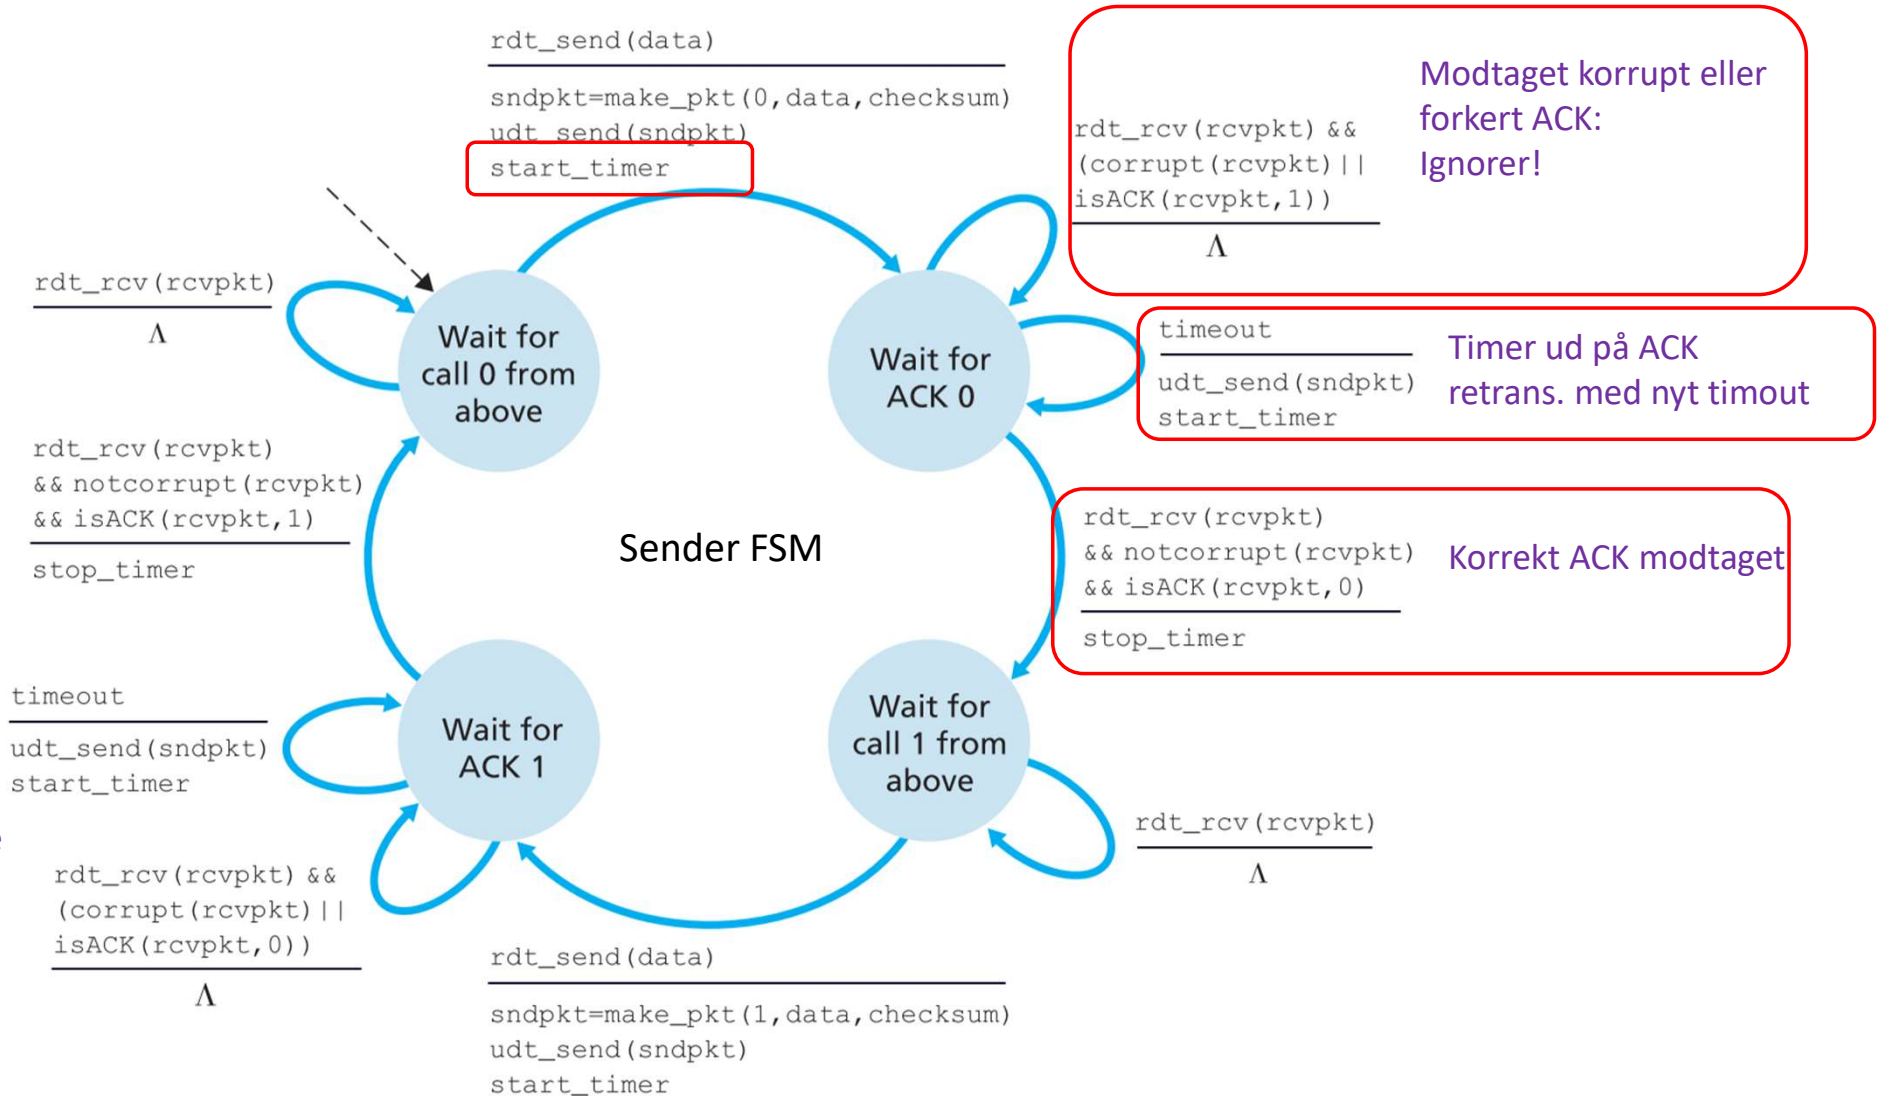 rdt_send(data)
sndpkt=make_pkt(0,data,checksum)
udt_send(sndpkt)
start_timer
rdt_rcv(rcvpkt) &&
(corrupt(rcvpkt)||
isACK(rcvpkt,1))
Λ
Modtaget korrupt eller
forkert ACK:
Ignorer!
rdt_rcv(rcvpkt)
Λ
Wait for
call 0 from
above
Wait for
ACK 0
timeout
udt_send(sndpkt)
start_timer
Timer ud på ACK
retrans. med nyt timout
rdt_rcv(rcvpkt)
&& notcorrupt(rcvpkt)
&& isACK(rcvpkt,1)
stop_timer
Sender FSM
rdt_rcv(rcvpkt)
&& notcorrupt(rcvpkt)
&& isACK(rcvpkt,0)
stop_timer
Korrekt ACK modtaget
timeout
udt_send(sndpkt)
start_timer
Wait for
ACK 1
Wait for
call 1 from
above
rdt_rcv(rcvpkt)
Λ
rdt_rcv(rcvpkt) &&
(corrupt(rcvpkt)||
isACK(rcvpkt,0))
Λ
rdt_send(data)
sndpkt=make_pkt(1,data,checksum)
udt_send(sndpkt)
start_timer